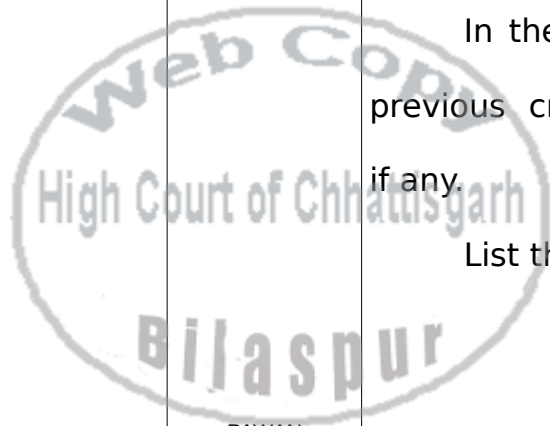 Web Copy
In the
previous cr
if any.
High Court of Chhattisgarh
List th
Bilaspur